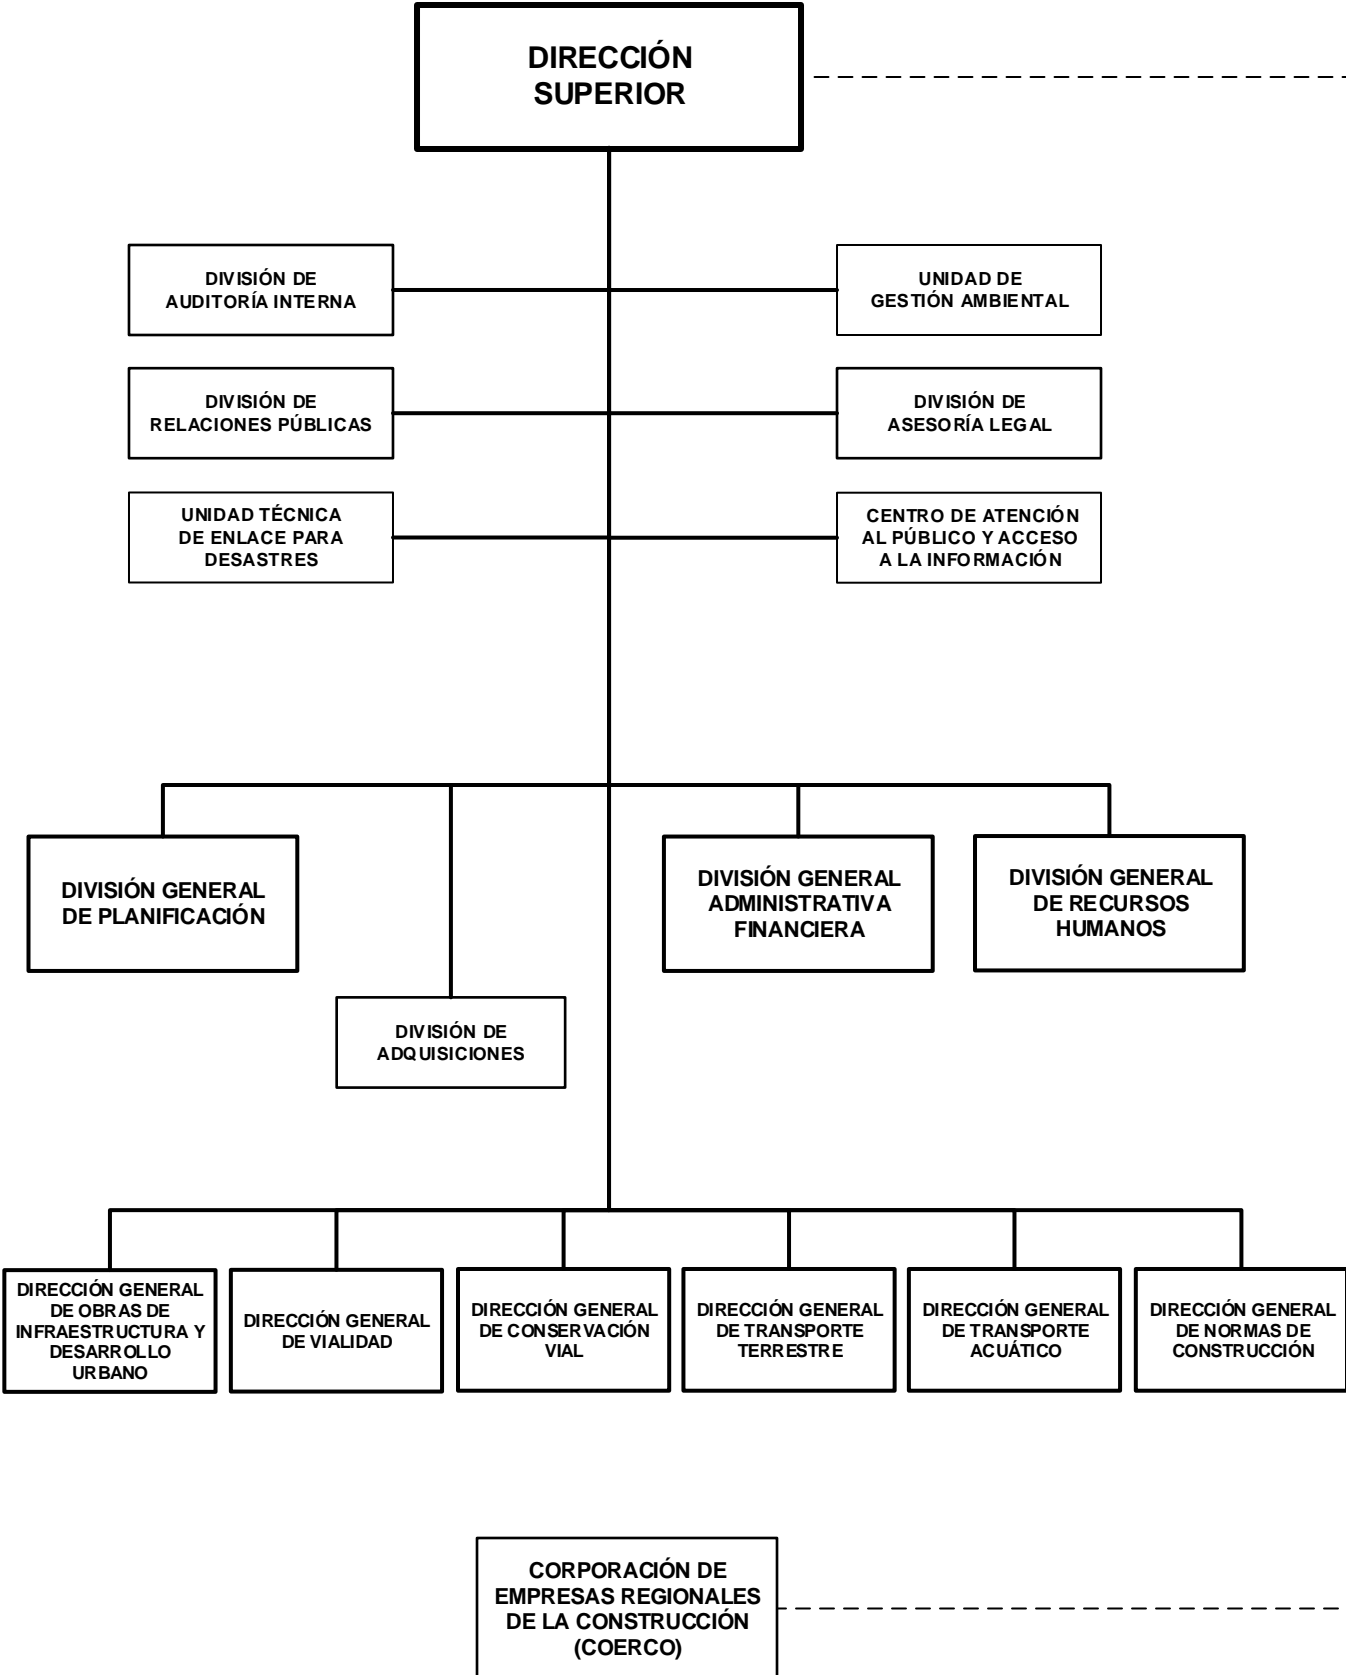 DIRECCIÓN
SUPERIOR
DIVISIÓN DE
AUDITORÍA INTERNA
UNIDAD DE
GESTIÓN AMBIENTAL
DIVISIÓN DE
RELACIONES PÚBLICAS
DIVISIÓN DE
ASESORÍA LEGAL
UNIDAD TÉCNICA
DE ENLACE PARA
DESASTRES
CENTRO DE ATENCIÓN
AL PÚBLICO Y ACCESO
A LA INFORMACIÓN
DIVISIÓN GENERAL
DE PLANIFICACIÓN
DIVISIÓN GENERAL
ADMINISTRATIVA
FINANCIERA
DIVISIÓN GENERAL
DE RECURSOS
HUMANOS
DIVISIÓN DE
ADQUISICIONES
DIRECCIÓN GENERAL
DE OBRAS DE
INFRAESTRUCTURA Y
DESARROLLO
URBANO
DIRECCIÓN GENERAL
DE VIALIDAD
DIRECCIÓN GENERAL
DE CONSERVACIÓN
VIAL
DIRECCIÓN GENERAL
DE TRANSPORTE
TERRESTRE
DIRECCIÓN GENERAL
DE TRANSPORTE
ACUÁTICO
DIRECCIÓN GENERAL
DE NORMAS DE
CONSTRUCCIÓN
CORPORACIÓN DE
EMPRESAS REGIONALES
DE LA CONSTRUCCIÓN
(COERCO)